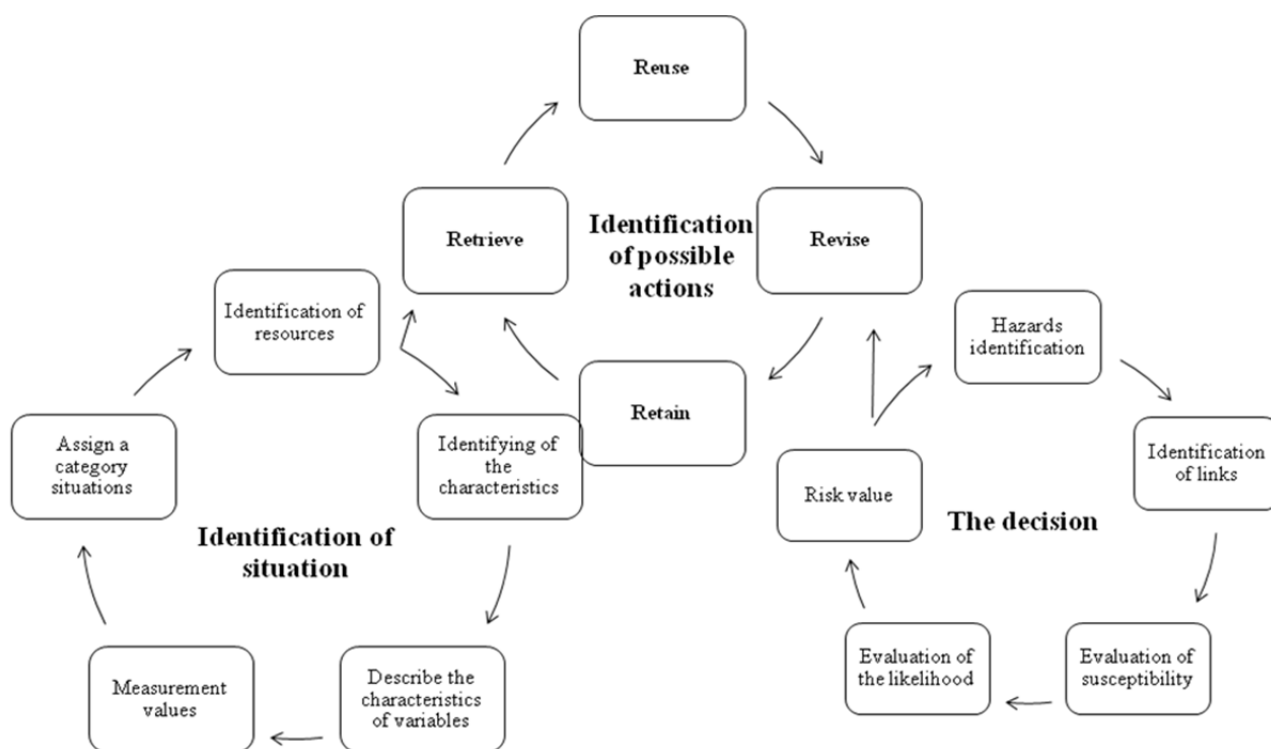 Reuse
Retrieve
Identification
of possible
actions
Revise
Identification of
resources
Hazards
identification
Retain
Assign a
category
situations
Identifying of
the
characteristics
Identification
of links
Risk value
The decision
Identification of
situation
Measurement
values
Describe the
characteristics
of variables
Evaluation of
the likelihood
Evaluation of
susceptibility